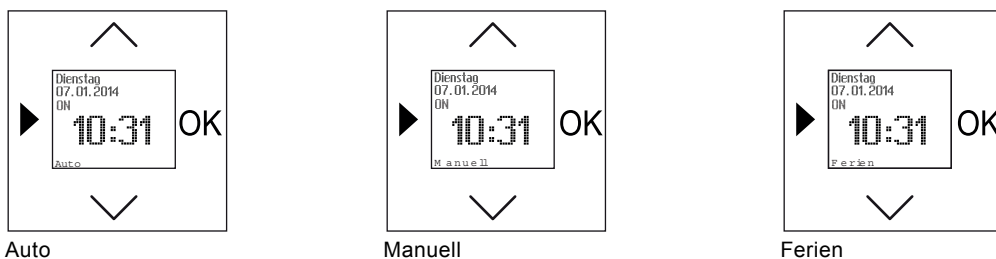 Dienstag
07.01.2014
ON
10:31
OK
Auto
Auto
Dienstag
07.01.2014
ON
10:31
OK
Manuell
Manuell
Dienstag
07.01.2014
ON
10:31
OK
Ferien
Ferien